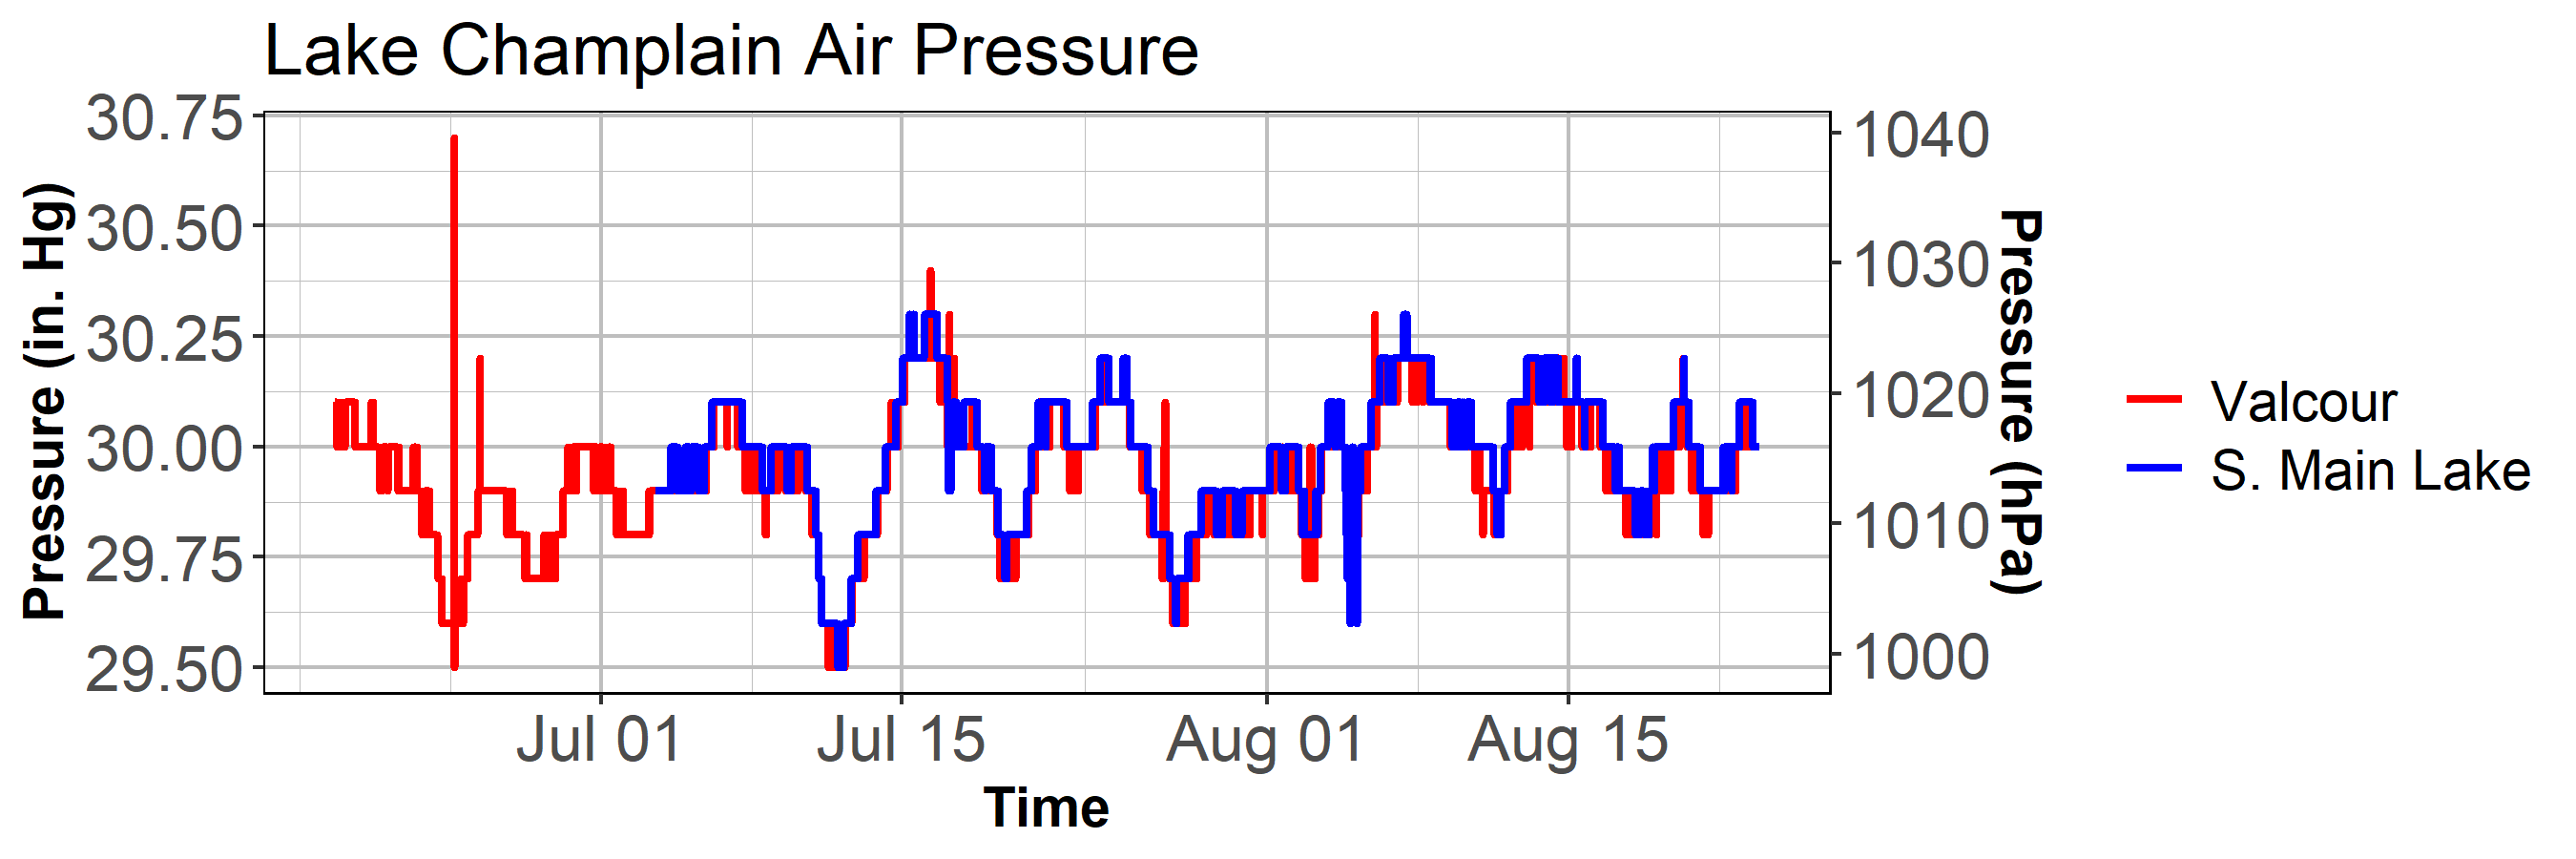 Lake Champlain Air Pressure
Pressure (in. Hg)
30.75
30.50
30.25
30.00
29.75
29.50
1040
1030
1020
1010
1000
Pressure (hPa)
Jul 01
Jul 15
Aug 01
Aug 15
Time
Valcour
S. Main Lake